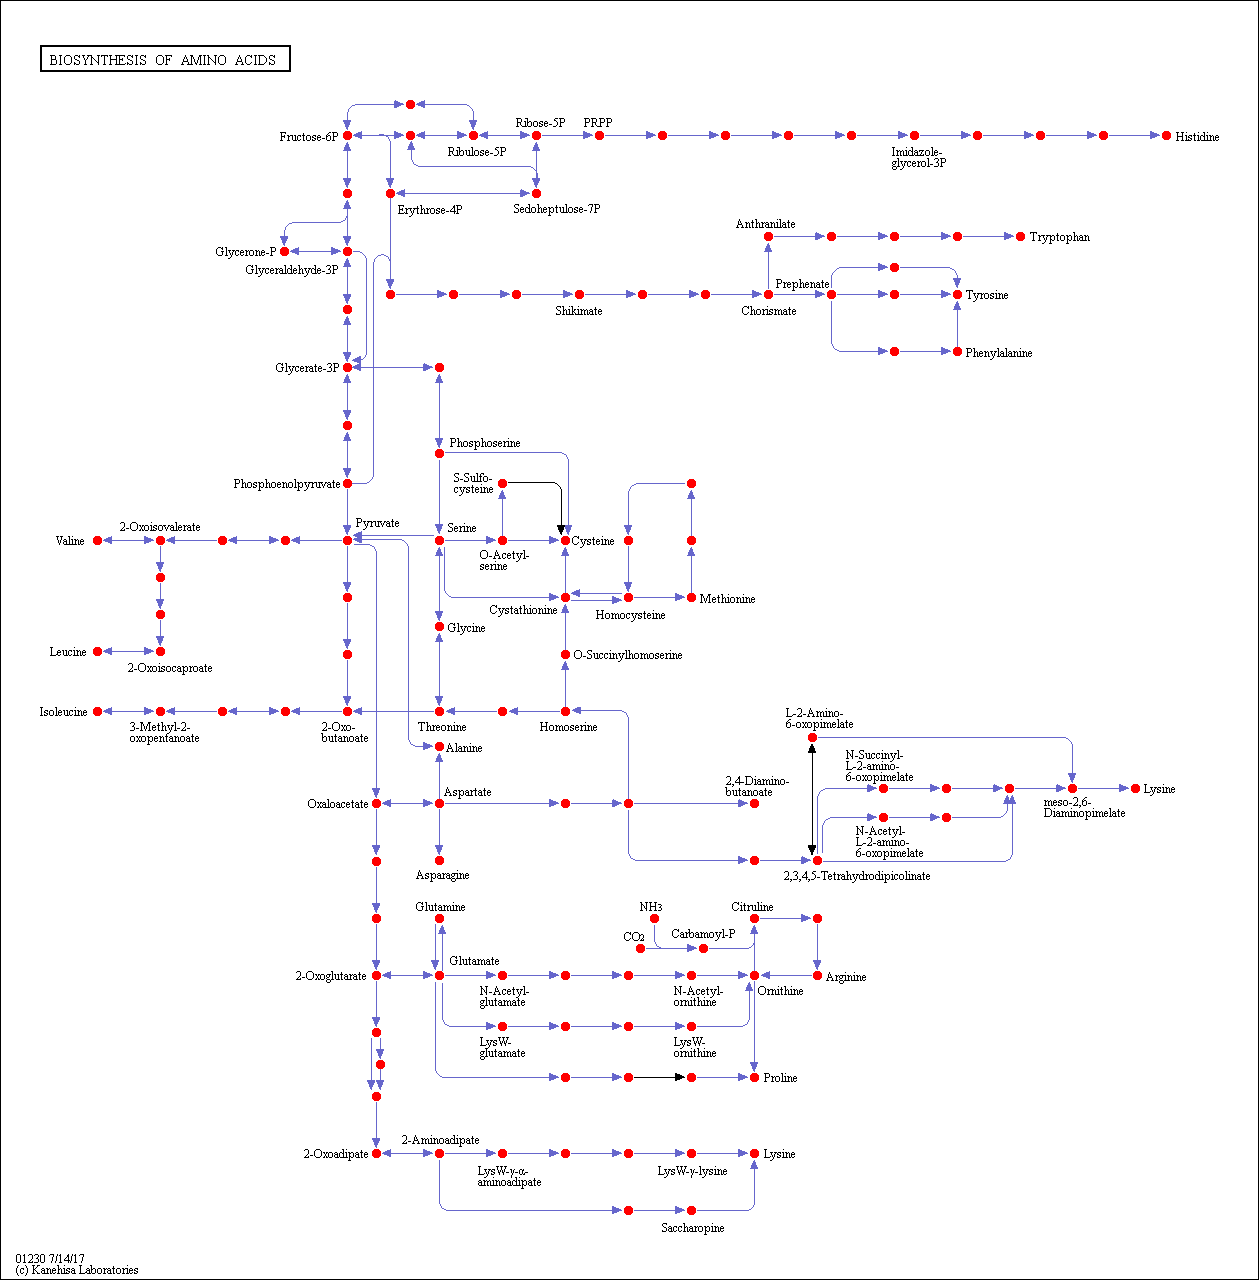 BIOSYNTHESIS OF AMINO ACIDS
Ribose-5P
PRPP
Fructose-6P
Histidine
Ribulose-5P
Imidazole-
glycerol-3P
Erythrose-4P
Sedoheptulose-7P
Anthranilate
Tryptophan
Glycerone-P
Glyceraldehyde-3P
Prephenate
Tyrosine
Shikimate
Chorismate
Phenylalanine
Glycerate-3P
Phosphoserine
S-Sulfo-
cysteine
Phosphoenolpyruvate
2-Oxoisovalerate
Pyruvate
Serine
Valine
Cysteine
O-Acetyl-
serine
Cystathionine
Homocysteine
Methionine
Glycine
Leucine
2-Oxoisocaproate
O-Succinylhomoserine
Isoleucine
3-Methyl-2-
oxopentanoate
2-Oxo-
butanoate
Threonine
Homoserine
L-2-Amino-
6-oxopimelate
Alanine
N-Succinyl-
L-2-amino-
6-oxopimelate
2,4-Diamino-
butanoate
Aspartate
Oxaloacetate
Lysine
meso-2,6-
Diaminopimelate
N-Acetyl-
L-2-amino-
6-oxopimelate
Asparagine
2,3,4,5-Tetrahydrodipicolinate
Glutamine
NH3
Citruline
CO2
Carbamoyl-P
Glutamate
2-Oxoglutarate
Ornithine
Arginine
N-Acetyl-
glutamate
N-Acetyl-
ornithine
LysW-
glutamate
LysW-
ornithine
Proline
2-Aminoadipate
2-Oxoadipate
Lysine
LysW-γ-α-
aminoadipate
LysW-γ-lysine
Saccharopine
01230 7/14/17
(c) Kanehisa Laboratories